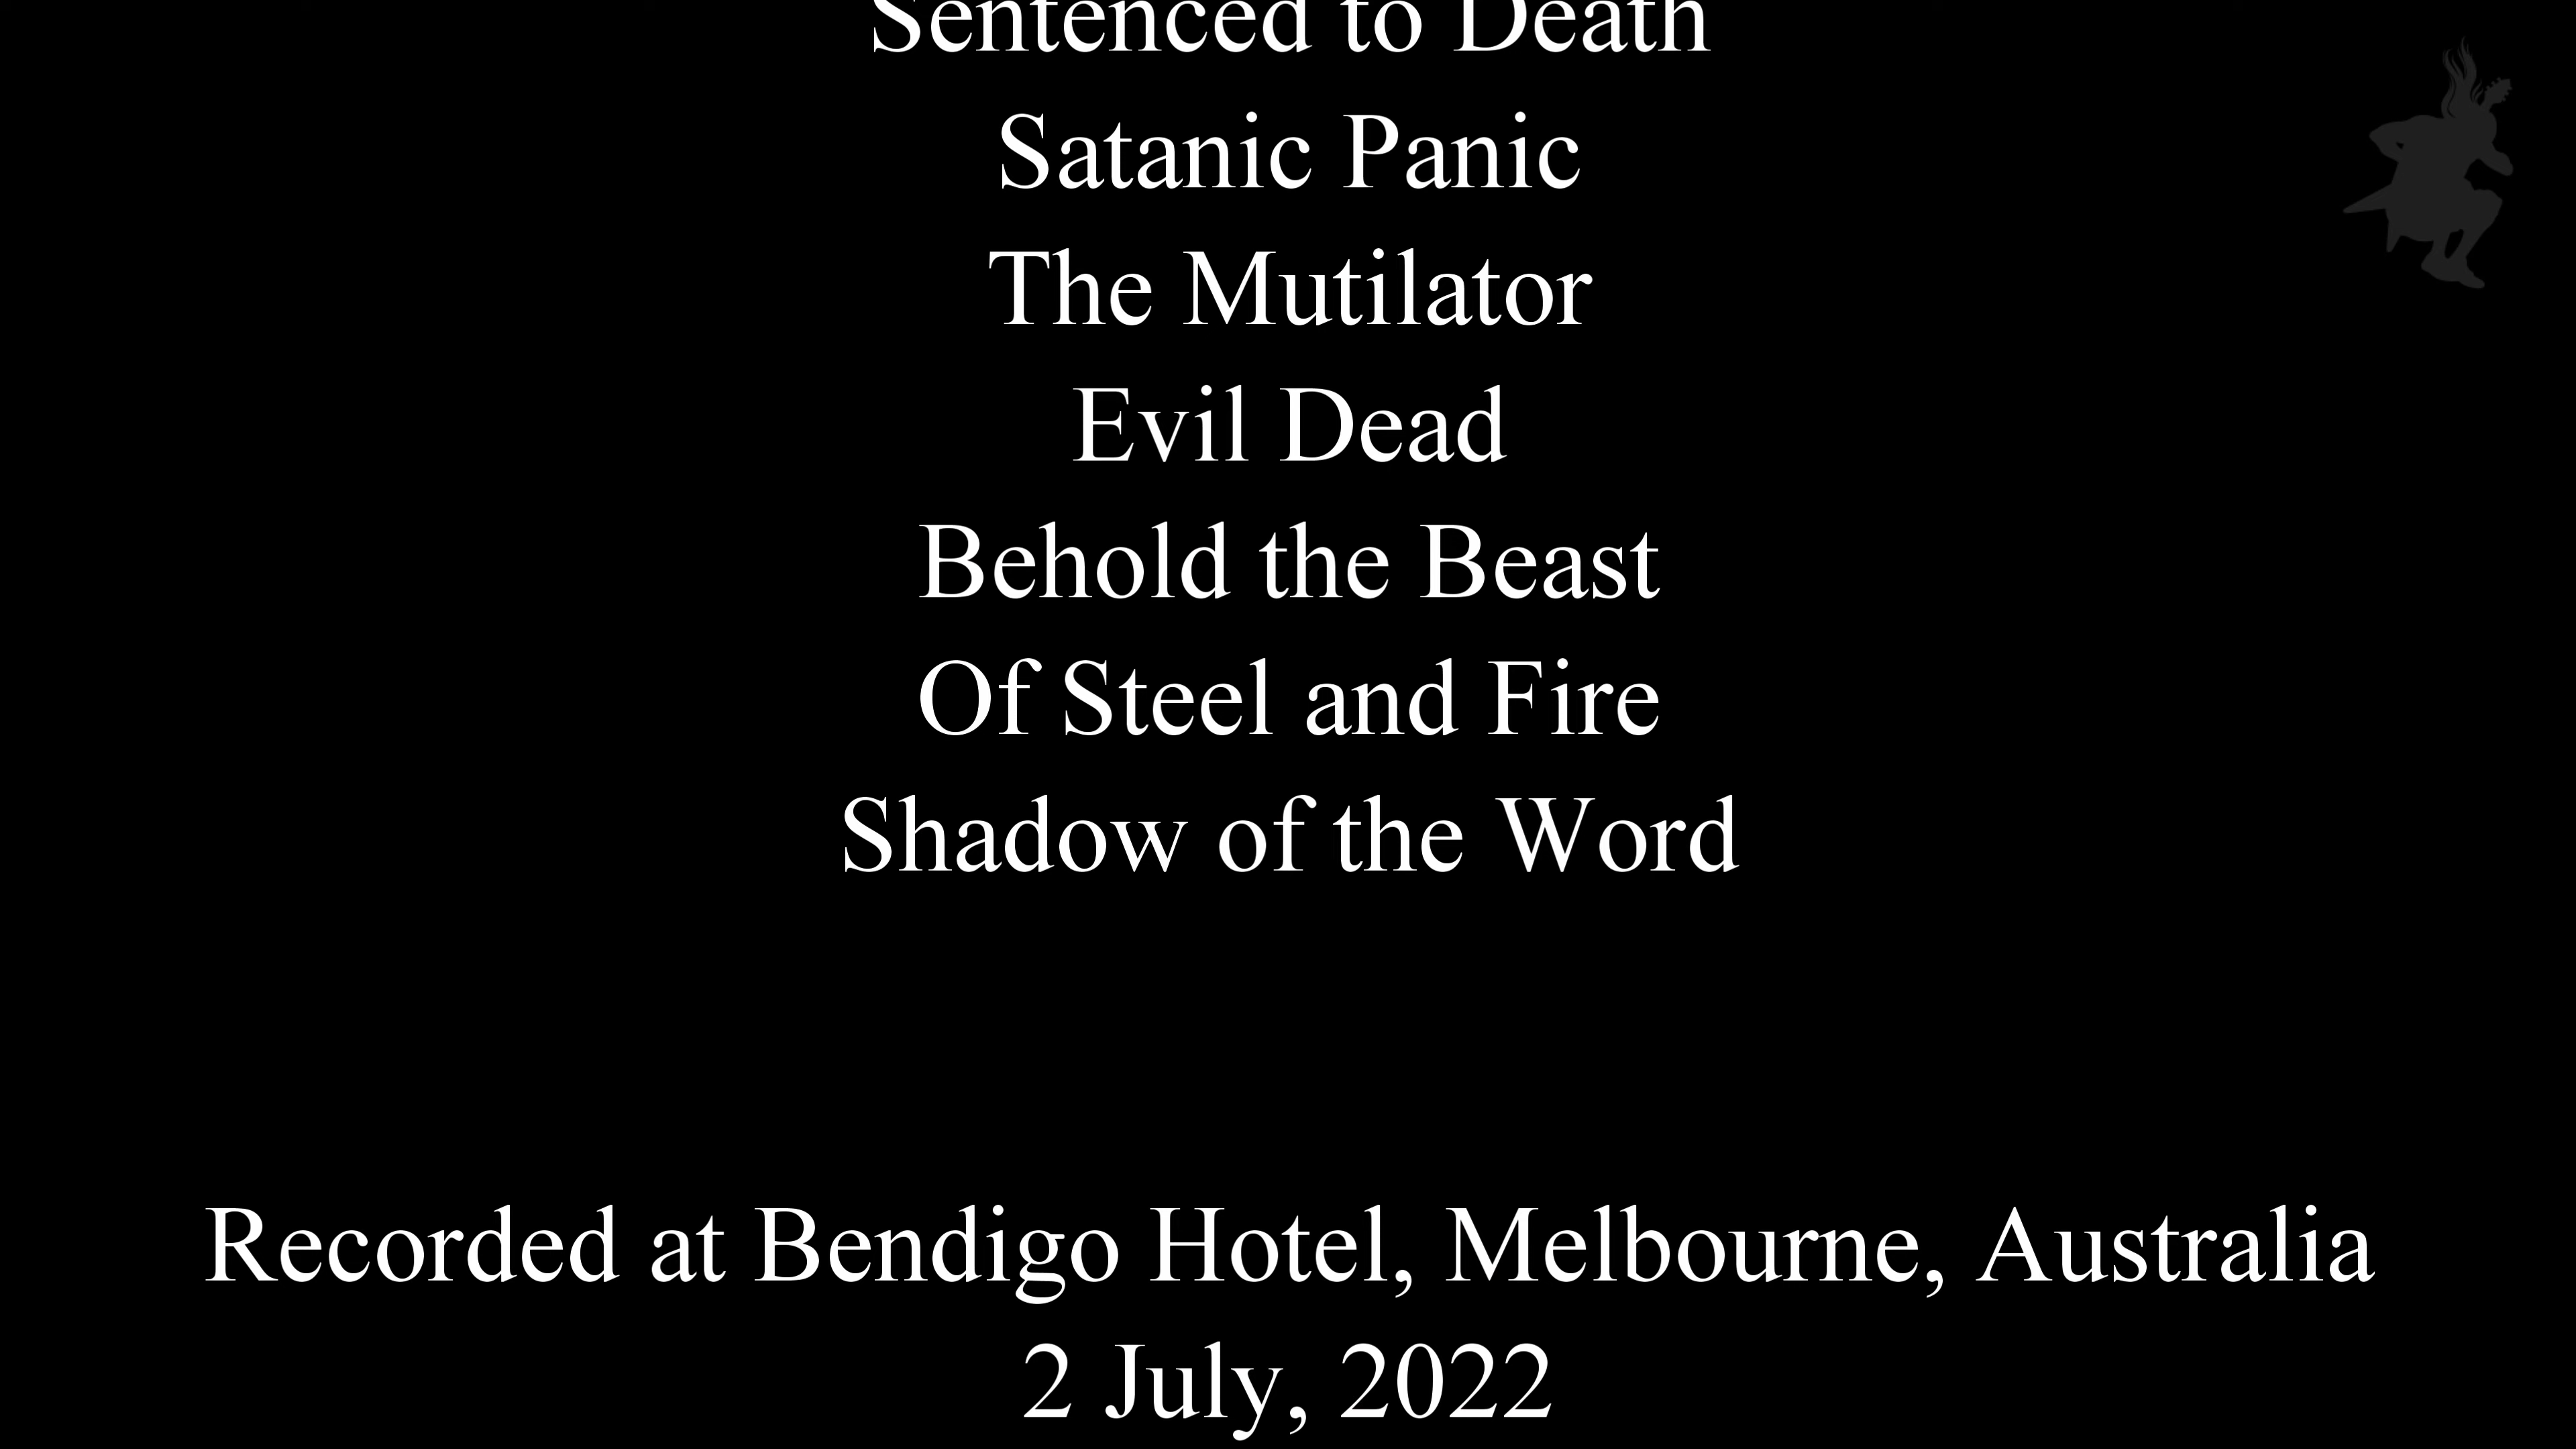 Sentenced to Death
Satanic Panic
The Mutilator
Evil Dead
Behold the Beast
Of Steel and Fire
Shadow of the Word
Recorded at Bendigo Hotel, Melbourne, Australia
2 July, 2022